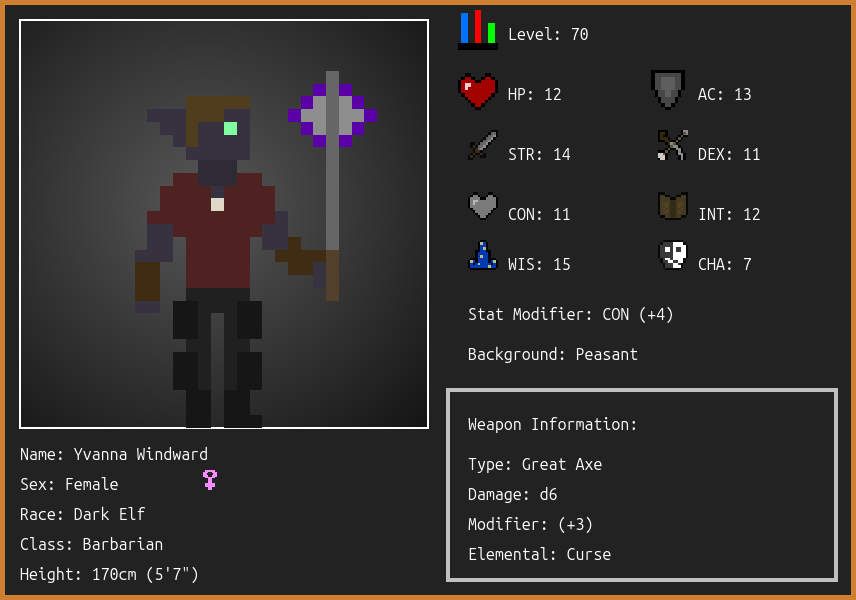 Level: 70
HP: 12
AC: 13
STR: 14
DEX: 11
CON: 11
INT: 12
WIS: 15
CHA: 7
Stat Modifier: CON (+4)
Background: Peasant
Weapon Information:
Type: Great Axe
Damage: d6
Modifier: (+3)
Elemental: Curse
Name: Yvanna Windward
Sex: Female
Race: Dark Elf
Class: Barbarian
Height: 170cm (5'7")